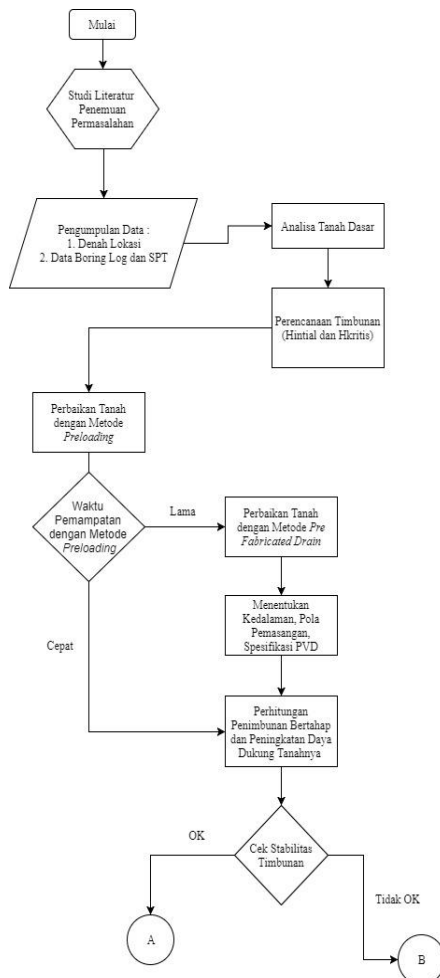 Mulai
Studi Literatur
Penemuan
Permasalahan
Pengumpulan Data :
1. Denah Lokasi
2. Data Boring Log dan SPT
Analisa Tanah Dasar
Perencanaan Timbunan
(Hintial dan Hkritis)
Perbaikan Tanah
dengan Metode
Preloading
Waktu
Pemampatan
dengan Metode
Preloading
Lama
Perbaikan Tanah
dengan Metode Pre
Fabricated Drain
Menentukan
Kedalaman, Pola
Pemasangan,
Spesifikasi PVD
Cepat
Perhitungan
Penimbunan Bertahap
dan Peningkatan Daya
Dukung Tanahnya
OK
Cek Stabilitas
Timbunan
Tidak OK
A
B